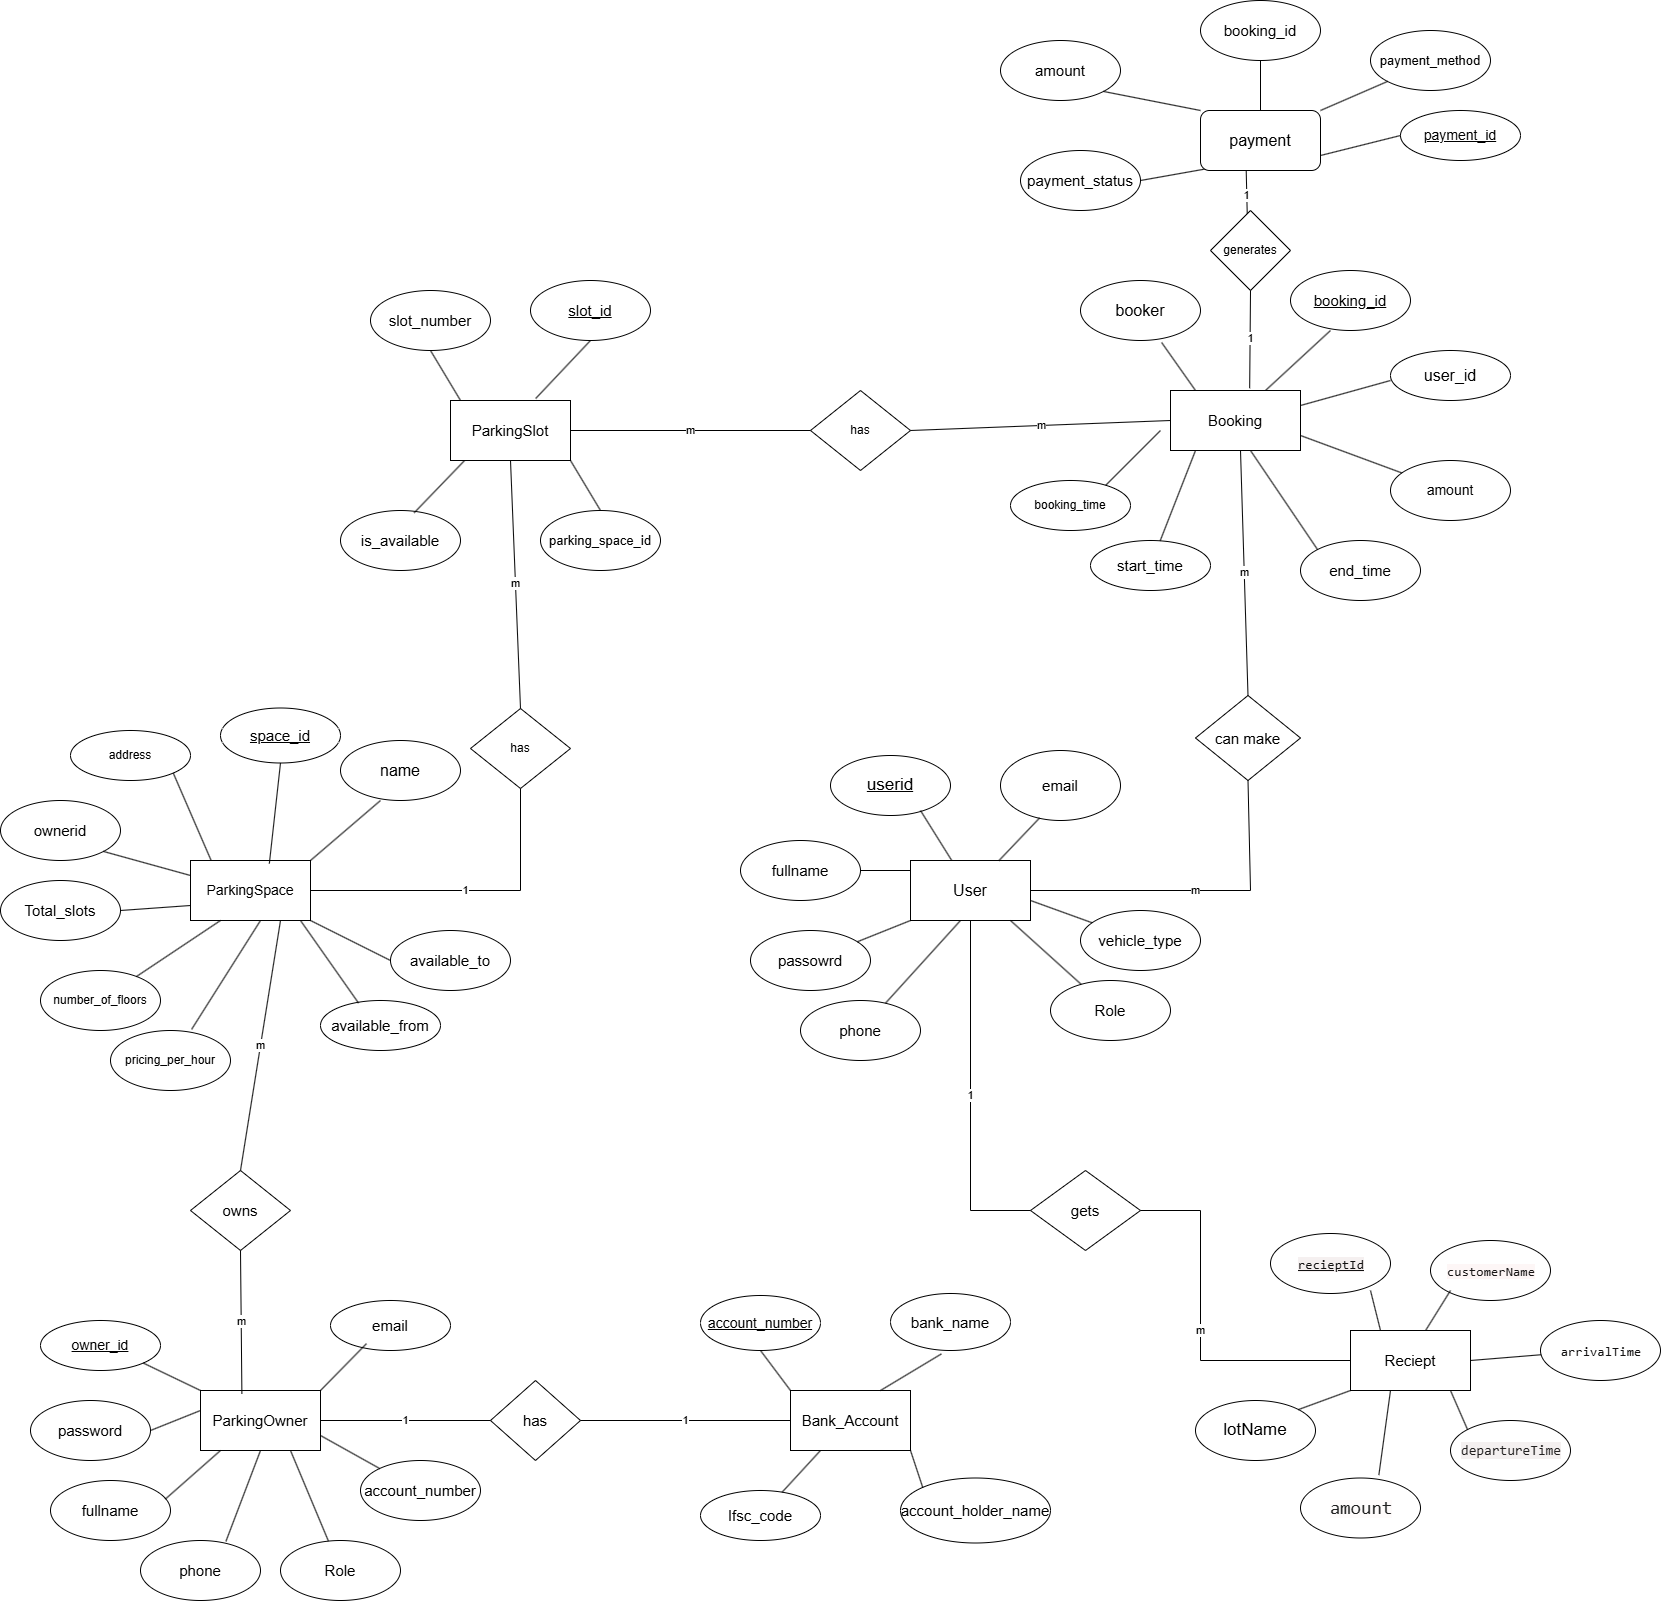 booking_id
amount
payment_method
payment
payment_id
payment_status
1
generates
1
booker
booking_id
user_id
Booking
amount
booking_time
start_time
end_time
slot_number
slot_id
ParkingSlot
m
has
m
is_available
parking_space_id
m
has
1
m
can make
m
address
space_id
name
ownerid
ParkingSpace
Total_slots
available_to
number_of_floors
available_from
pricing_per_hour
m
owns
m
userid
email
fullname
User
vehicle_type
passowrd
Role
phone
1
gets
m
recieptId
customerName
Reciept
arrivalTime
lotName
departureTime
amount
owner_id
email
ParkingOwner
password
account_number
fullname
phone
Role
1
has
1
account_number
bank_name
Bank_Account
Ifsc_code
account_holder_name